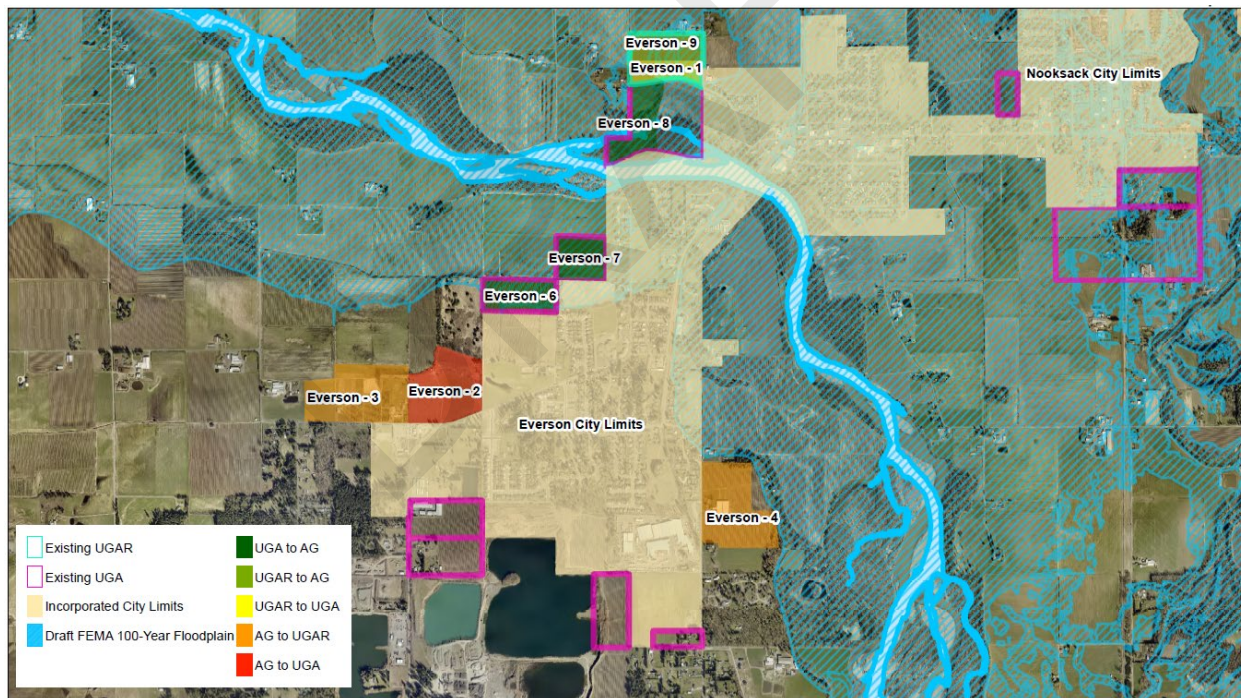 Everson - 9
Everson - 1
Nooksack City Limits
Everson - 8
Everson - 7
Everson - 6
Everson - 2
Everson - 3
Everson City Limits
Everson - 4
Existing UGAR
Existing UGA
Incorporated City Limits
Draft FEMA 100-Year Floodplain
UGA to AG
UGAR to AG
UGAR to UGA
AG to UGAR
AG to UGA